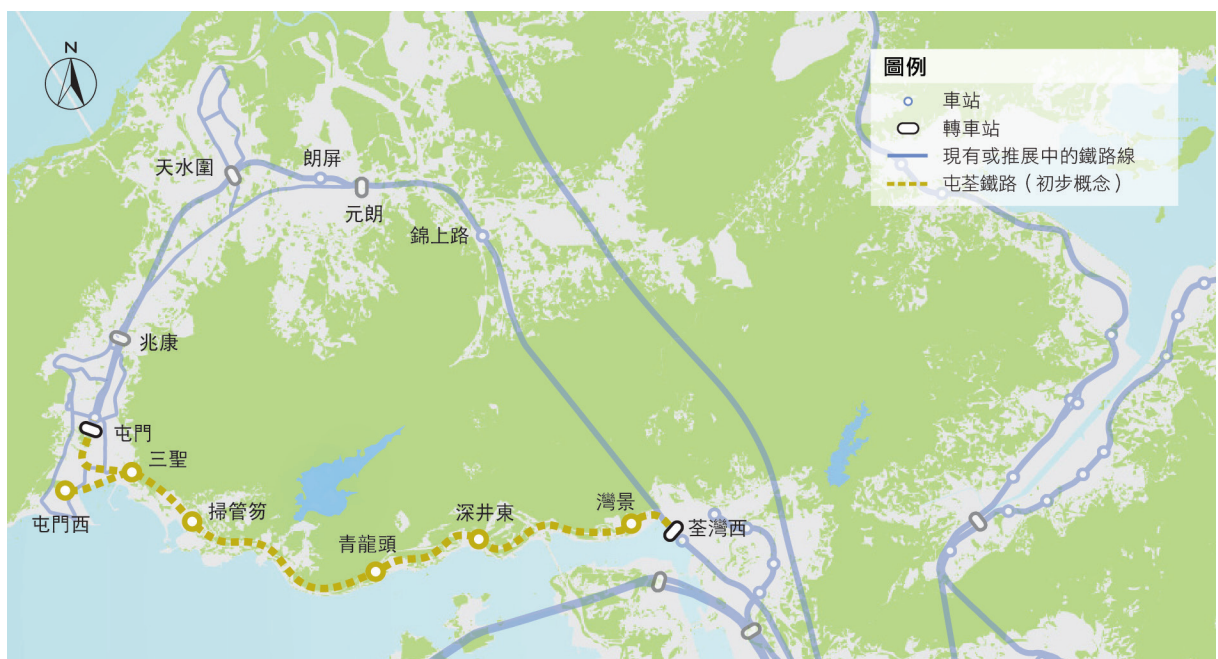 N
圖例
車站
轉車站
現有或推展中的鐵路線
屯荃鐵路（初步概念）
天水圍
朗屏
元朗
錦上路
兆康
屯門
三聖
屯門西
掃管笏
青龍頭
深井東
灣景
荃灣西